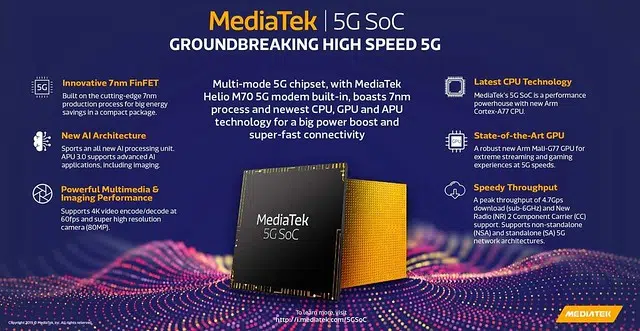 MediaTek | 5G SoC
GROUNDBREAKING HIGH SPEED 5G
5G
Innovative 7nm FinFET
Built on the cutting-edge 7nm
production process for big energy
savings in a compact package.
New AI Architecture
Sports an all new AI processing unit.
APU 3.0 supports advanced AI
applications, including imaging.
Powerful Multimedia &
Imaging Performance
Supports 4K video encode/decode at
60fps and super high resolution
camera (80MP).
Multi-mode 5G chipset, with MediaTek
Helio M70 5G modem built-in, boasts 7nm
process and newest CPU, GPU and APU
technology for a big power boost and
super-fast connectivity
MediaTek
5G SoC
Latest CPU Technology
MediaTek's 5G SoC is a performance
powerhouse with new Arm
Cortex-A77 CPU.
State-of-the-Art GPU
A robust new Arm Mali-G77 GPU for
extreme streaming and gaming
experiences at 5G speeds.
Speedy Throughput
A peak throughput of 4.7Gps
download (sub-6GHz) and New
Radio (NR) 2 Component Carrier (CC)
support. Supports non-standalone
(NSA) and standalone (SA) 5G
network architectures.
To learn more, visit
http://i.mediatek.com/5GSoC
Copyright 2019 © MediaTek Inc. All rights reserved.
MEDIATEK